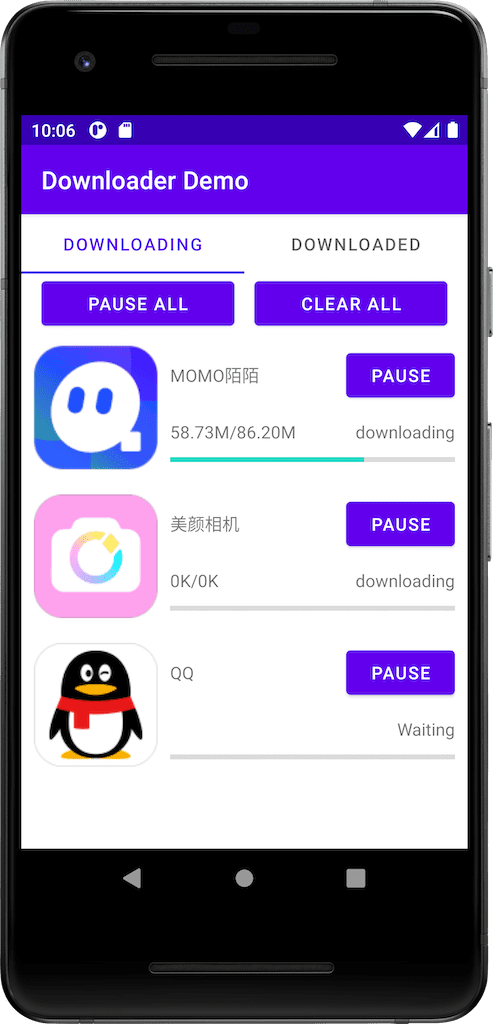 10:06
Downloader Demo
DOWNLOADING DOWNLOADED
PAUSE ALL CLEAR ALL
MOMO陌陌 PAUSE
58.73M/86.20M downloading
美颜相机 PAUSE
0K/0K downloading
QQ PAUSE
Waiting